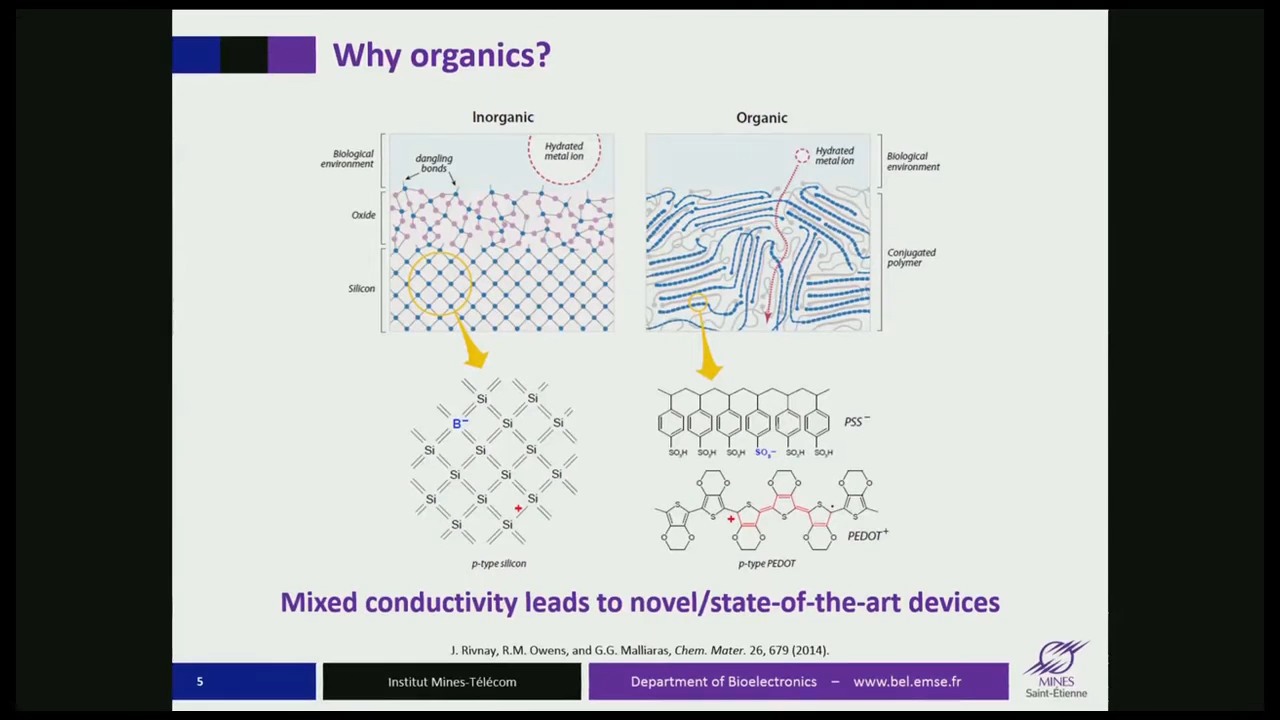 Why organics?
Inorganic
Organic
Biological
environment
dangling
bonds
Hydrated
metal ion
Oxide
Silicon
Hydrated
metal ion
Biological
environment
Conjugated
polymer
Si Si
B⁻ Si Si
Si Si Si
Si Si Si
Si Si Si
+
Si Si
p-type silicon
PSS⁻
SO₃H SO₃H SO₃H SO₃⁻ SO₃H SO₃H
O O O O O O
S S S
+ S S S
O O O O O O
PEDOT⁺
p-type PEDOT
Mixed conductivity leads to novel/state-of-the-art devices
J. Rivnay, R.M. Owens, and G.G. Malliaras, Chem. Mater. 26, 679 (2014).
5
Institut Mines-Télécom
Department of Bioelectronics – www.bel.emse.fr
MINES
Saint-Étienne